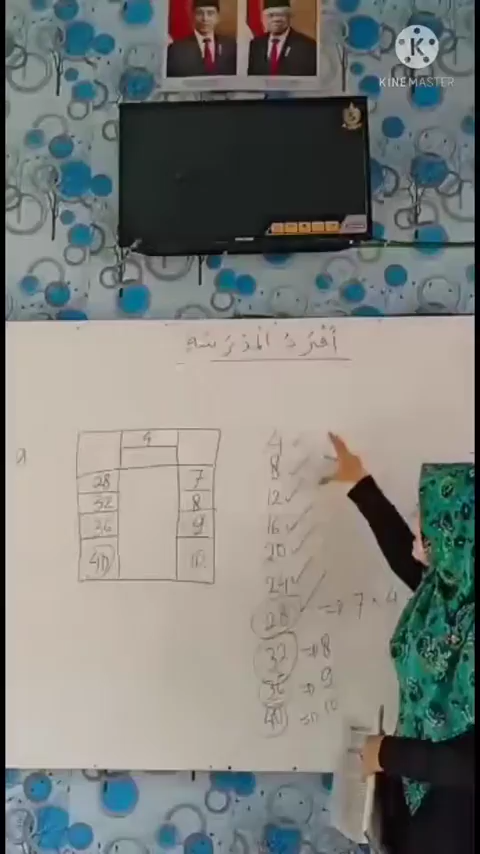 KINEMASTER
4
28 7
32 8
36 9
40 10
4
8
12
16
20
24
28 => 7 × 4
32 => 8
36 => 9
40 => 10